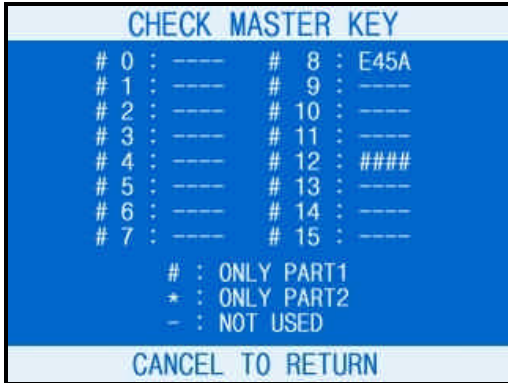 CHECK MASTER KEY
# 0 : ---- # 8 : E45A
# 1 : ---- # 9 : ----
# 2 : ---- # 10 : ----
# 3 : ---- # 11 : ----
# 4 : ---- # 12 : ####
# 5 : ---- # 13 : ----
# 6 : ---- # 14 : ----
# 7 : ---- # 15 : ----
# : ONLY PART1
* : ONLY PART2
- : NOT USED
CANCEL TO RETURN